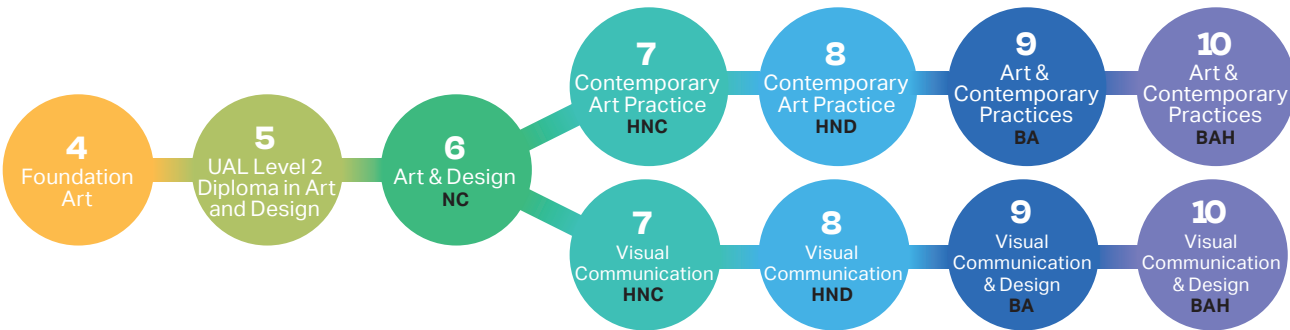 4
Foundation
Art
5
UAL Level 2
Diploma in Art
and Design
6
Art & Design
NC
7
Contemporary
Art Practice
HNC
8
Contemporary
Art Practice
HND
9
Art &
Contemporary
Practices
BA
10
Art &
Contemporary
Practices
BAH
7
Visual
Communication
HNC
8
Visual
Communication
HND
9
Visual
Communication
& Design
BA
10
Visual
Communication
& Design
BAH